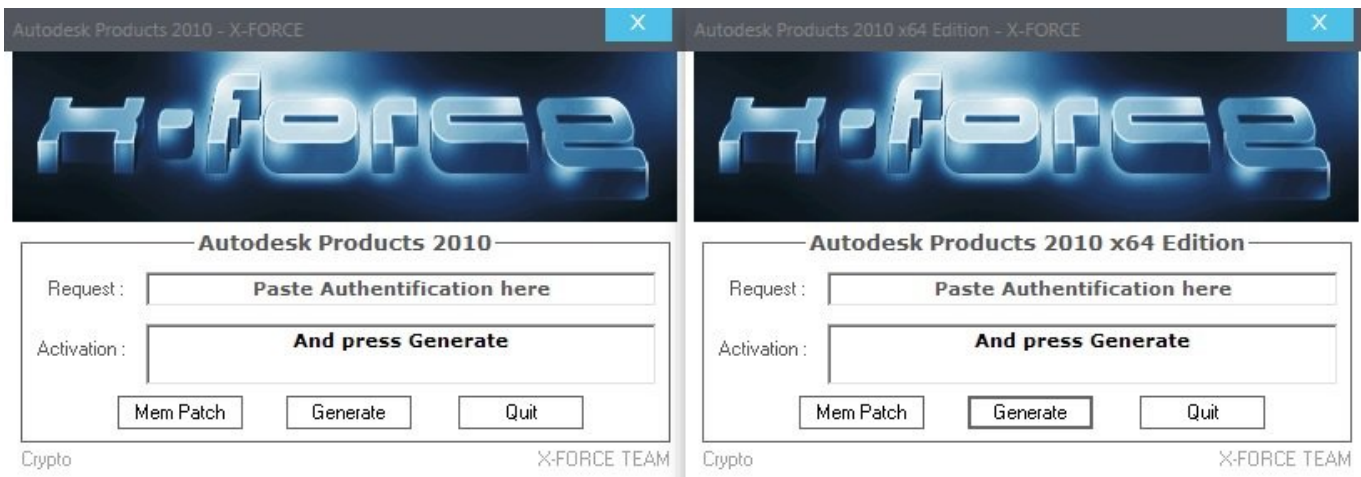 Autodesk Products 2010 - X-FORCE
X
X-force
Autodesk Products 2010
Request :
Paste Authentification here
Activation :
And press Generate
Mem Patch
Generate
Quit
Crypto
X-FORCE TEAM
Autodesk Products 2010 x64 Edition - X-FORCE
X
X-force
Autodesk Products 2010 x64 Edition
Request :
Paste Authentification here
Activation :
And press Generate
Mem Patch
Generate
Quit
Crypto
X-FORCE TEAM